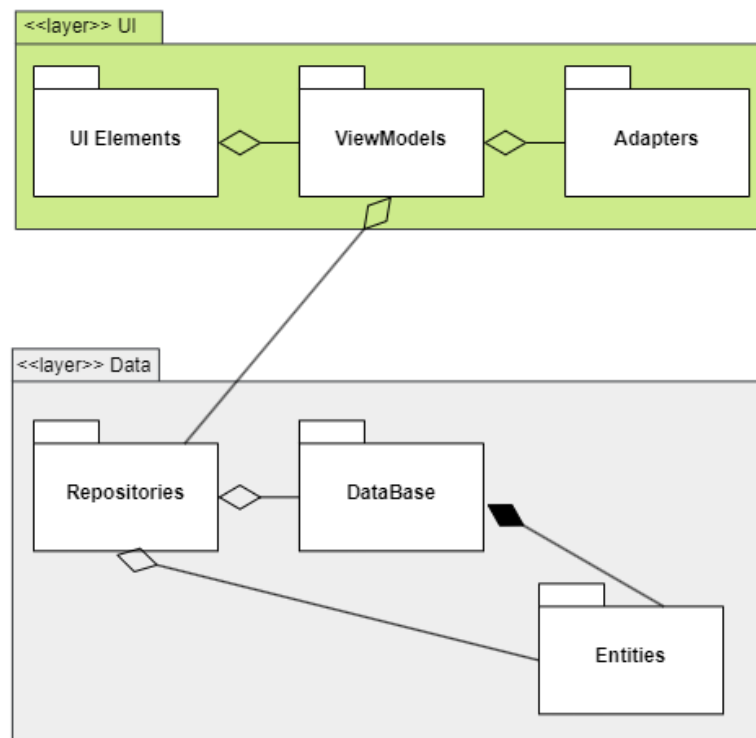 <<layer>> UI
UI Elements
ViewModels
Adapters
<<layer>> Data
Repositories
DataBase
Entities